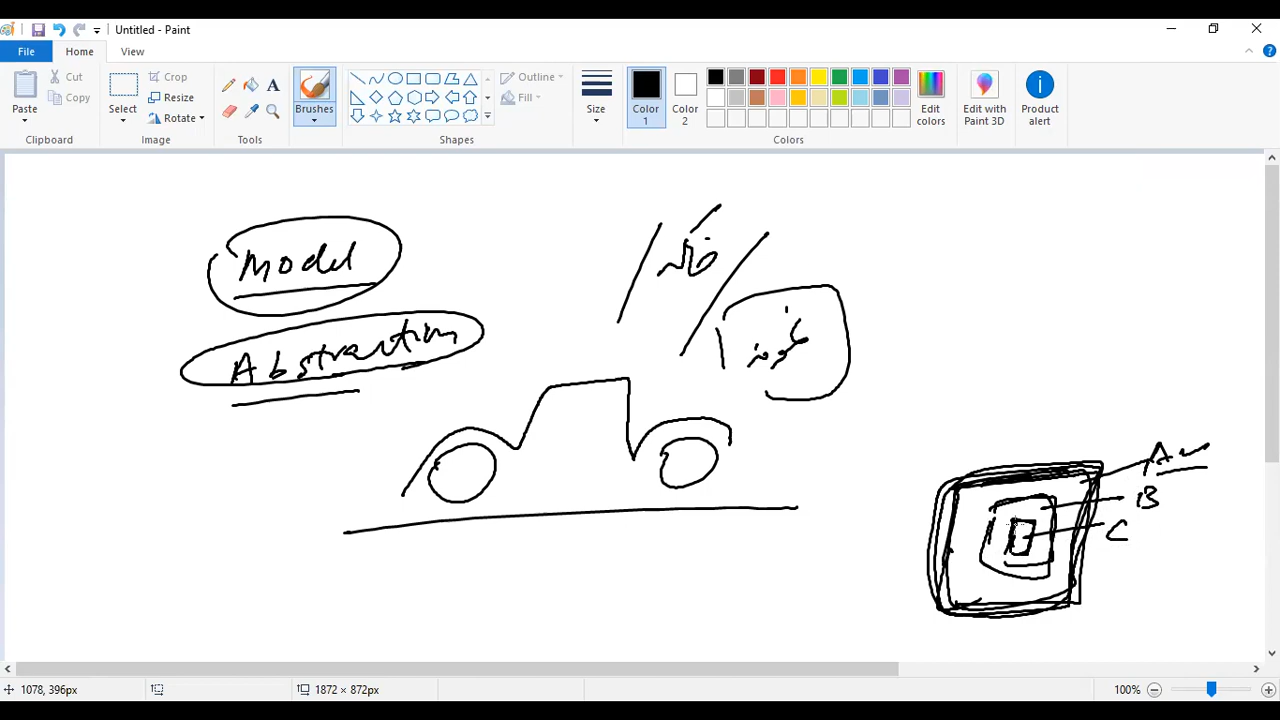 Untitled - Paint
File
Home
View
Paste
Cut
Copy
Clipboard
Select
Crop
Resize
Rotate
Image
Tools
Brushes
Shapes
Outline
Fill
Size
Color
1
Color
2
Edit
colors
Colors
Edit with
Paint 3D
Product
alert
Model
Abstraction
A
B
C
1078, 396px
1872 × 872px
100%